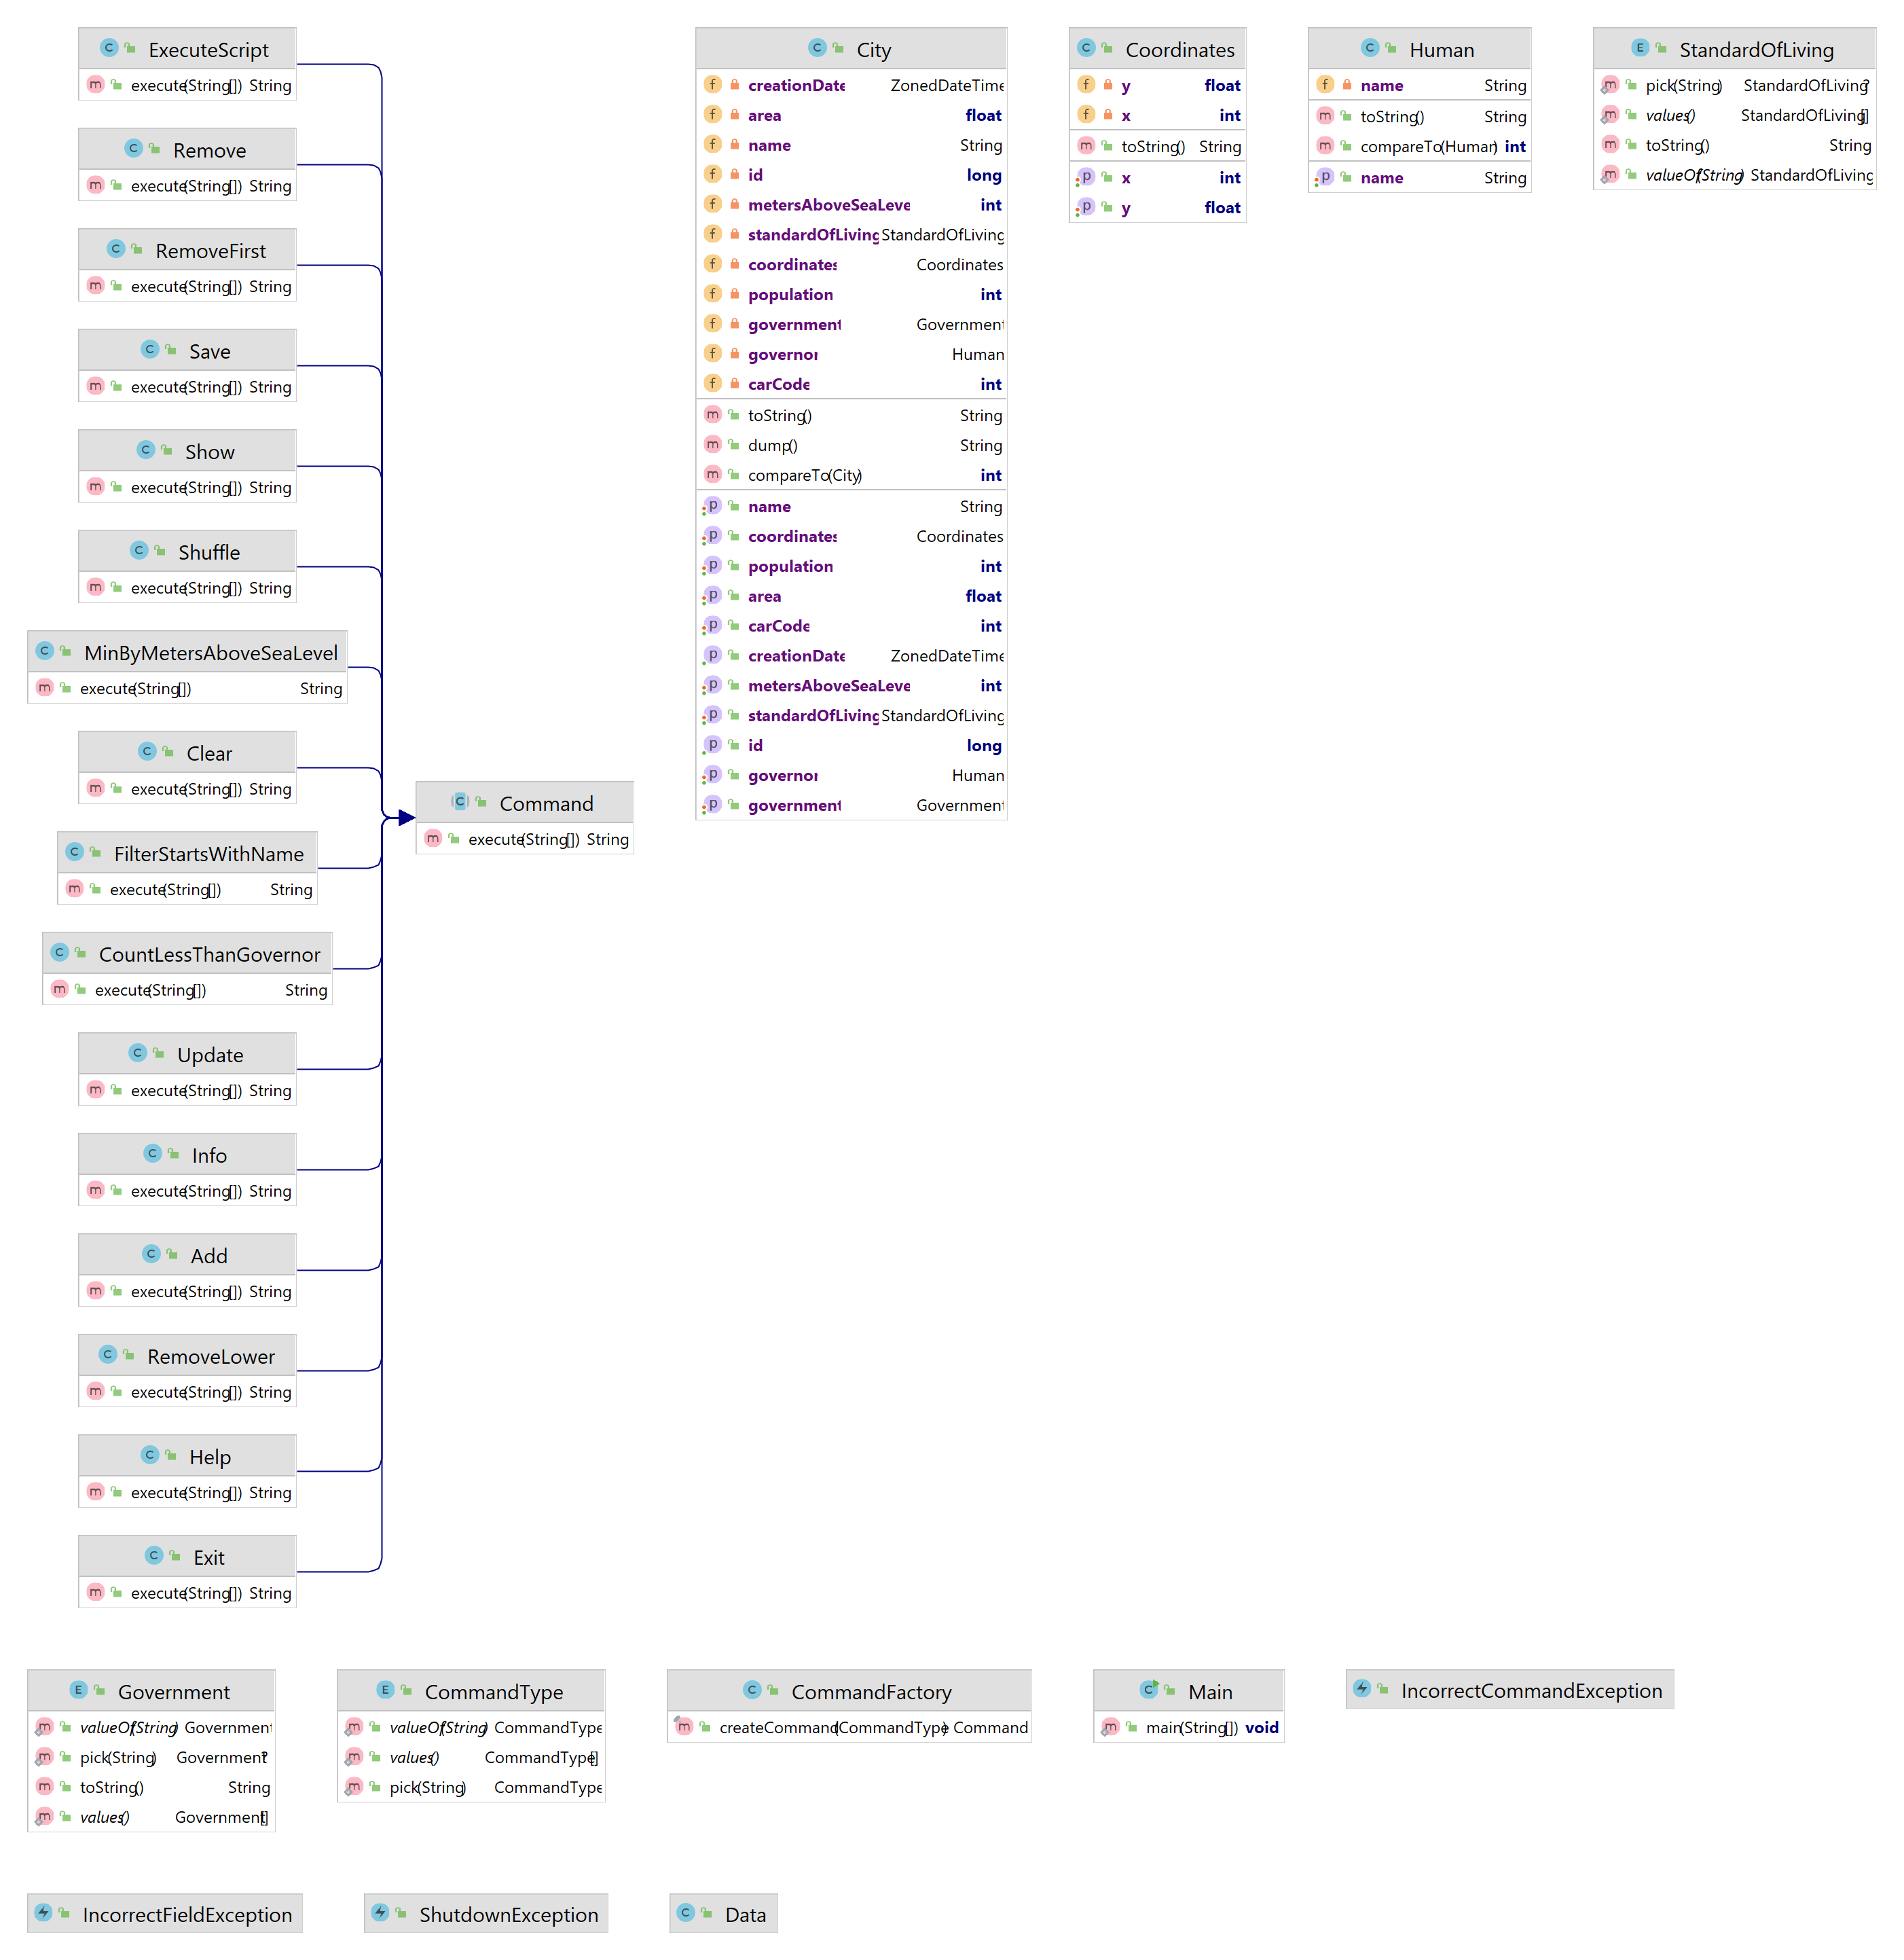 ExecuteScript
execute(String[]) String
Remove
execute(String[]) String
RemoveFirst
execute(String[]) String
Save
execute(String[]) String
Show
execute(String[]) String
Shuffle
execute(String[]) String
MinByMetersAboveSeaLevel
execute(String[]) String
Clear
execute(String[]) String
FilterStartsWithName
execute(String[]) String
CountLessThanGovernor
execute(String[]) String
Update
execute(String[]) String
Info
execute(String[]) String
Add
execute(String[]) String
RemoveLower
execute(String[]) String
Help
execute(String[]) String
Exit
execute(String[]) String
Command
execute(String[]) String
City
creationDate ZonedDateTime
area float
name String
id long
metersAboveSeaLeve int
standardOfLiving StandardOfLiving
coordinates Coordinates
population int
government Government
governor Human
carCode int
toString() String
dump() String
compareTo(City) int
name String
coordinates Coordinates
population int
area float
carCode int
creationDate ZonedDateTime
metersAboveSeaLeve int
standardOfLiving StandardOfLiving
id long
governor Human
government Government
Coordinates
y float
x int
toString() String
x int
y float
Human
name String
toString() String
compareTo(Human) int
name String
StandardOfLiving
pick(String) StandardOfLiving?
values() StandardOfLiving[]
toString() String
valueOf(String) StandardOfLiving
Government
valueOf(String) Government
pick(String) Government?
toString() String
values() Government[]
CommandType
valueOf(String) CommandType
values() CommandType[]
pick(String) CommandType
CommandFactory
createCommand(CommandType) Command
Main
main(String[]) void
IncorrectCommandException
IncorrectFieldException
ShutdownException
Data